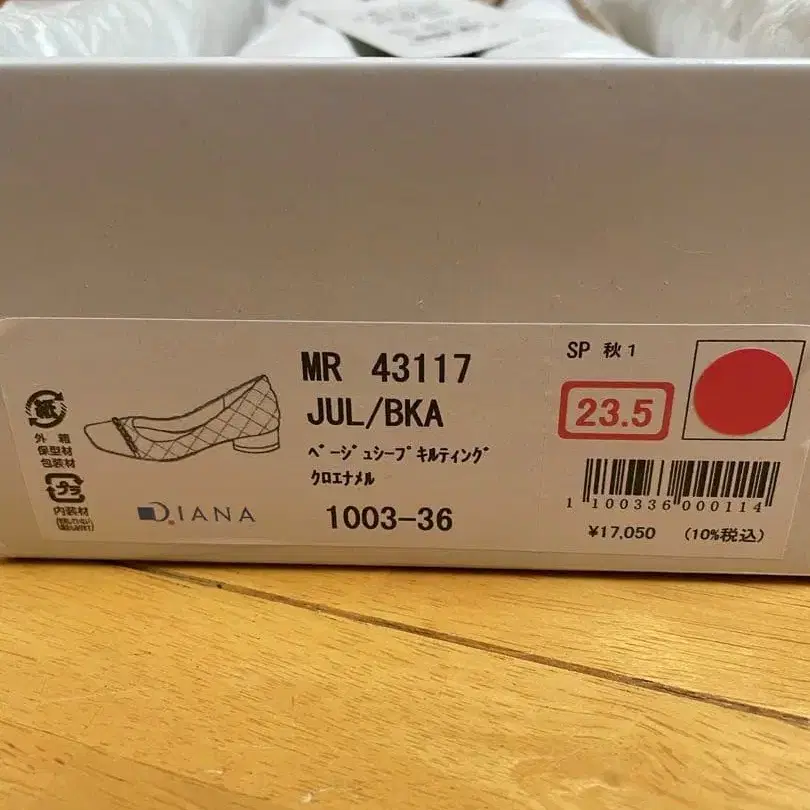 MR 43117
JUL/BKA
ベージュシープキルティング
クロエナメル
1003-36
SP 秋1
23.5
1 100336 000114
¥17,050 (10%税込)
紙
外箱
保型材
包装材
プラ
内装材
DIANA